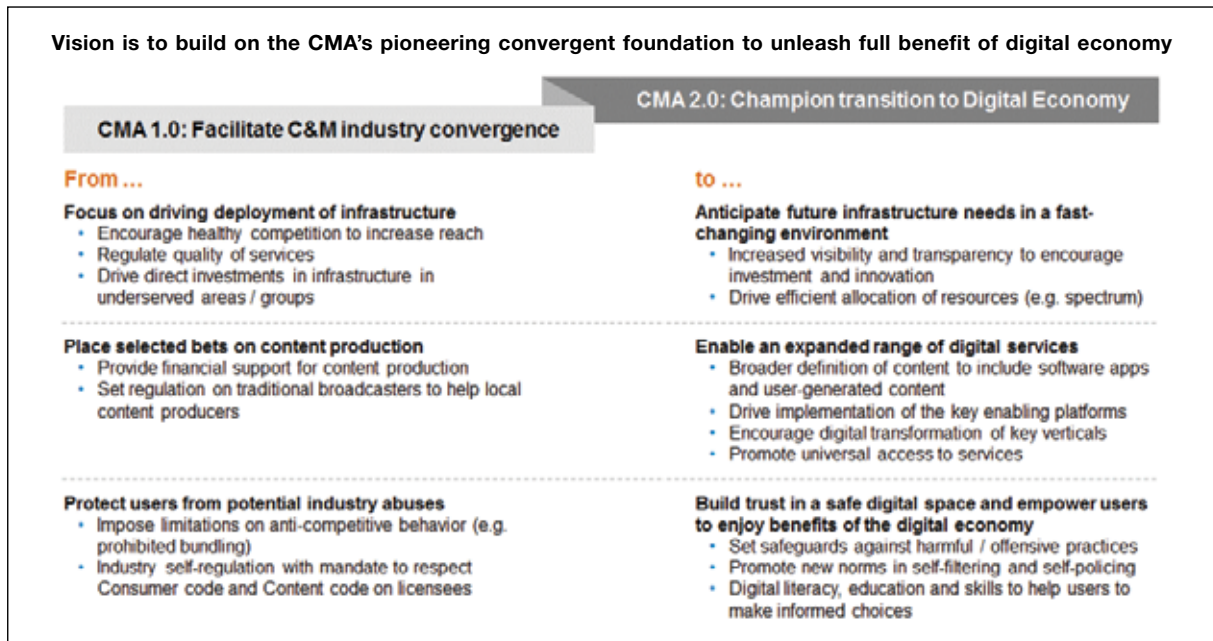 Vision is to build on the CMA's pioneering convergent foundation to unleash full benefit of digital economy
CMA 2.0: Champion transition to Digital Economy
CMA 1.0: Facilitate C&M industry convergence
From ...
Focus on driving deployment of infrastructure
• Encourage healthy competition to increase reach
• Regulate quality of services
• Drive direct investments in infrastructure in
underserved areas / groups
to ...
Anticipate future infrastructure needs in a fast-
changing environment
• Increased visibility and transparency to encourage
investment and innovation
• Drive efficient allocation of resources (e.g. spectrum)
Place selected bets on content production
• Provide financial support for content production
• Set regulation on traditional broadcasters to help local
content producers
Enable an expanded range of digital services
• Broader definition of content to include software apps
and user-generated content
• Drive implementation of the key enabling platforms
• Encourage digital transformation of key verticals
• Promote universal access to services
Protect users from potential industry abuses
• Impose limitations on anti-competitive behavior (e.g.
prohibited bundling)
• Industry self-regulation with mandate to respect
Consumer code and Content code on licensees
Build trust in a safe digital space and empower users
to enjoy benefits of the digital economy
• Set safeguards against harmful / offensive practices
• Promote new norms in self-filtering and self-policing
• Digital literacy, education and skills to help users to
make informed choices